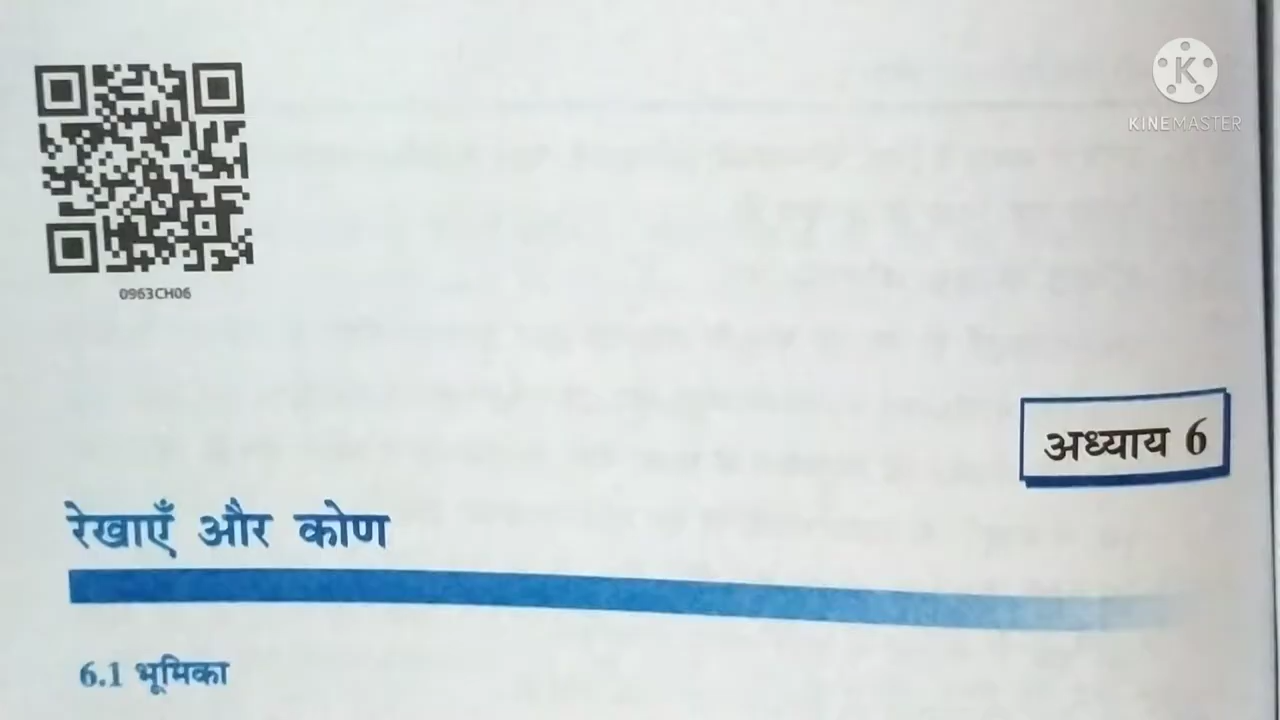 K
KINEMASTER
0963CH06
अध्याय 6
रेखाएँ और कोण
6.1 भूमिका